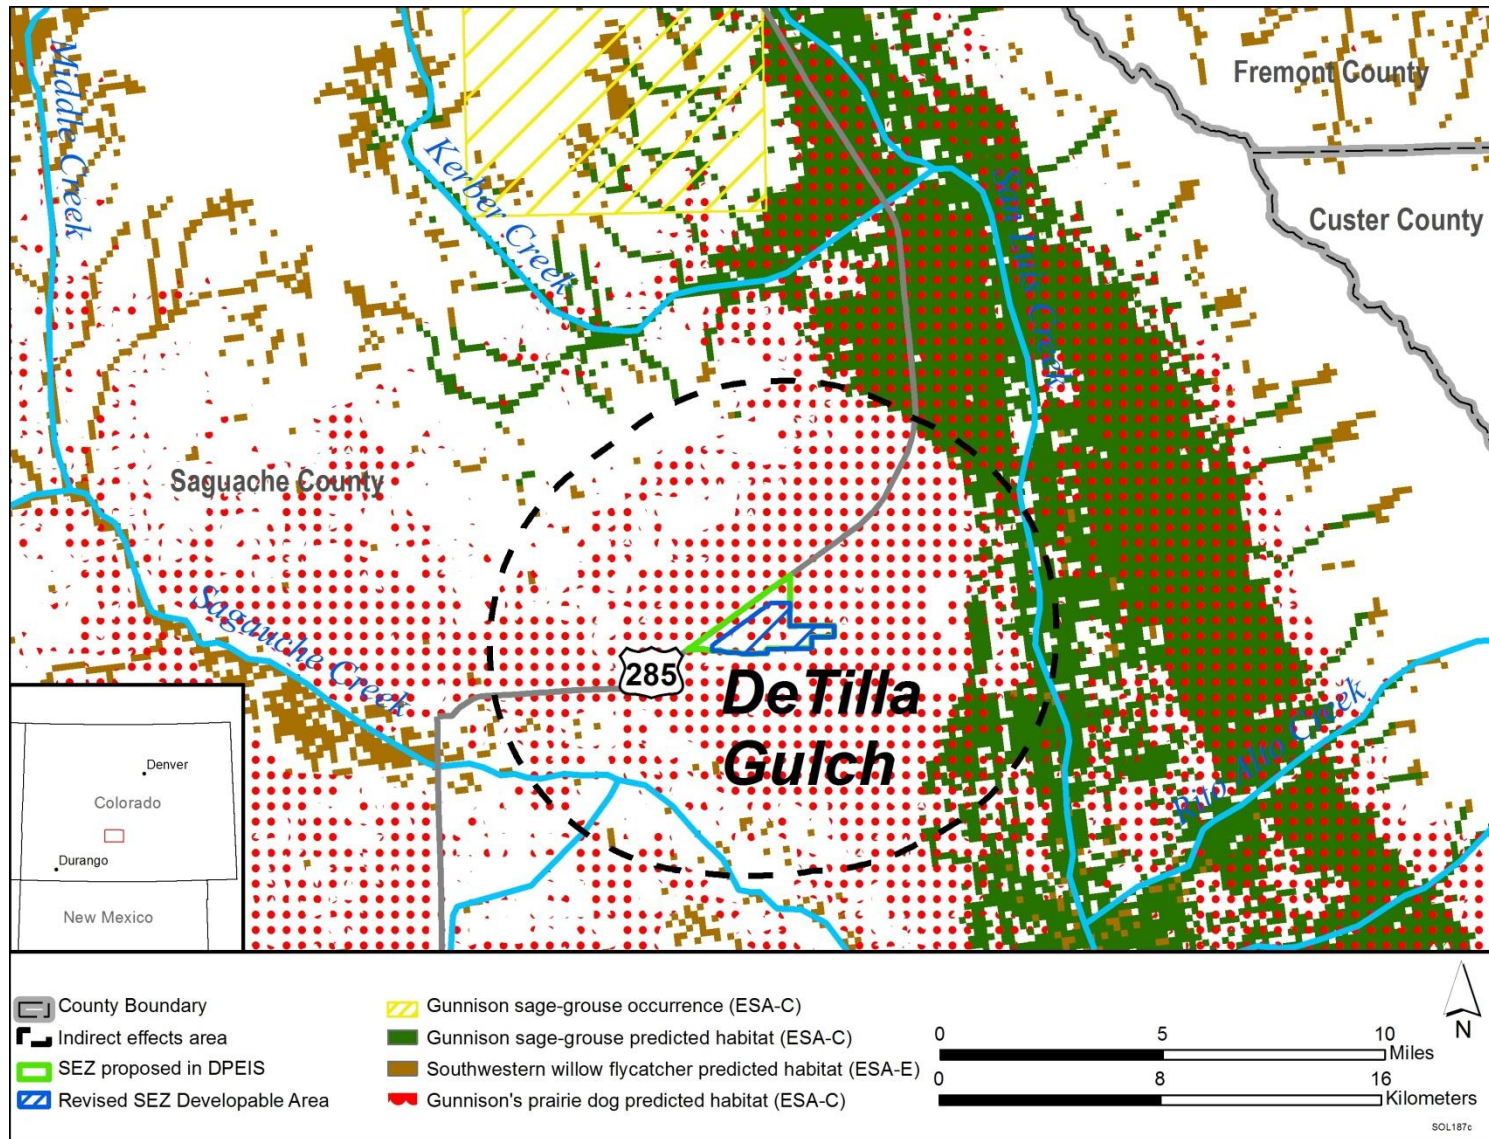 Middle Creek
Kerber Creek
San Luis Creek
Fremont County
Custer County
Saguache County
Sagauche Creek
285
DeTilla
Gulch
Rito Alto Creek
Denver
Colorado
Durango
New Mexico
County Boundary
Indirect effects area
SEZ proposed in DPEIS
Revised SEZ Developable Area
Gunnison sage-grouse occurrence (ESA-C)
Gunnison sage-grouse predicted habitat (ESA-C)
Southwestern willow flycatcher predicted habitat (ESA-E)
Gunnison's prairie dog predicted habitat (ESA-C)
0 5 10
Miles
0 8 16
Kilometers
N
SOL187c